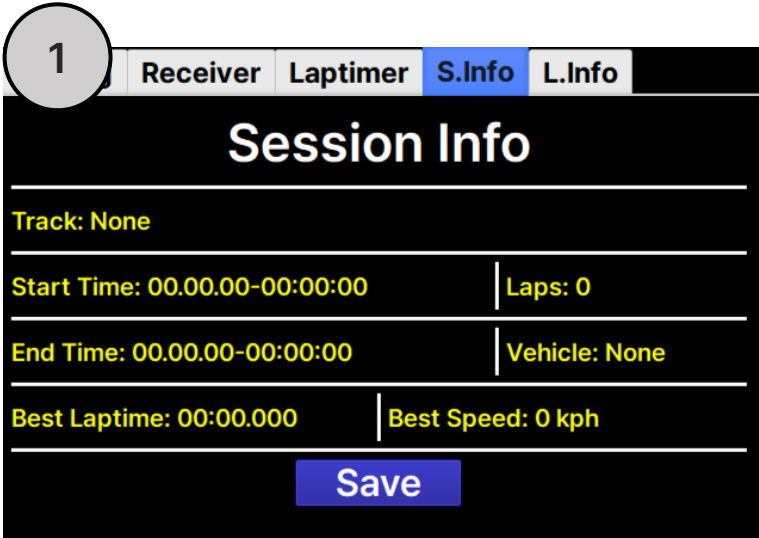 1
Receiver Laptimer S.Info L.Info
Session Info
Track: None
Start Time: 00.00.00-00:00:00 Laps: 0
End Time: 00.00.00-00:00:00 Vehicle: None
Best Laptime: 00:00.000 Best Speed: 0 kph
Save